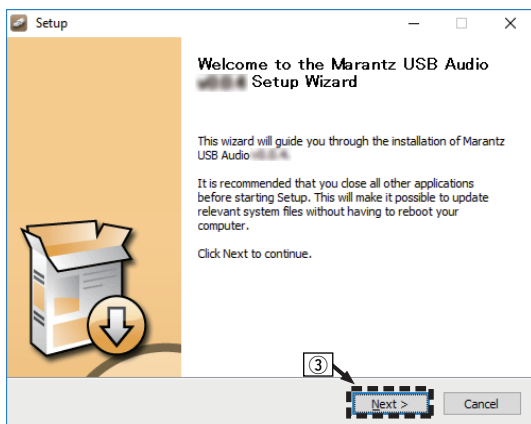 Setup
Welcome to the Marantz USB Audio
Setup Wizard
This wizard will guide you through the installation of Marantz
USB Audio
It is recommended that you close all other applications
before starting Setup. This will make it possible to update
relevant system files without having to reboot your
computer.
Click Next to continue.
③
Next >
Cancel